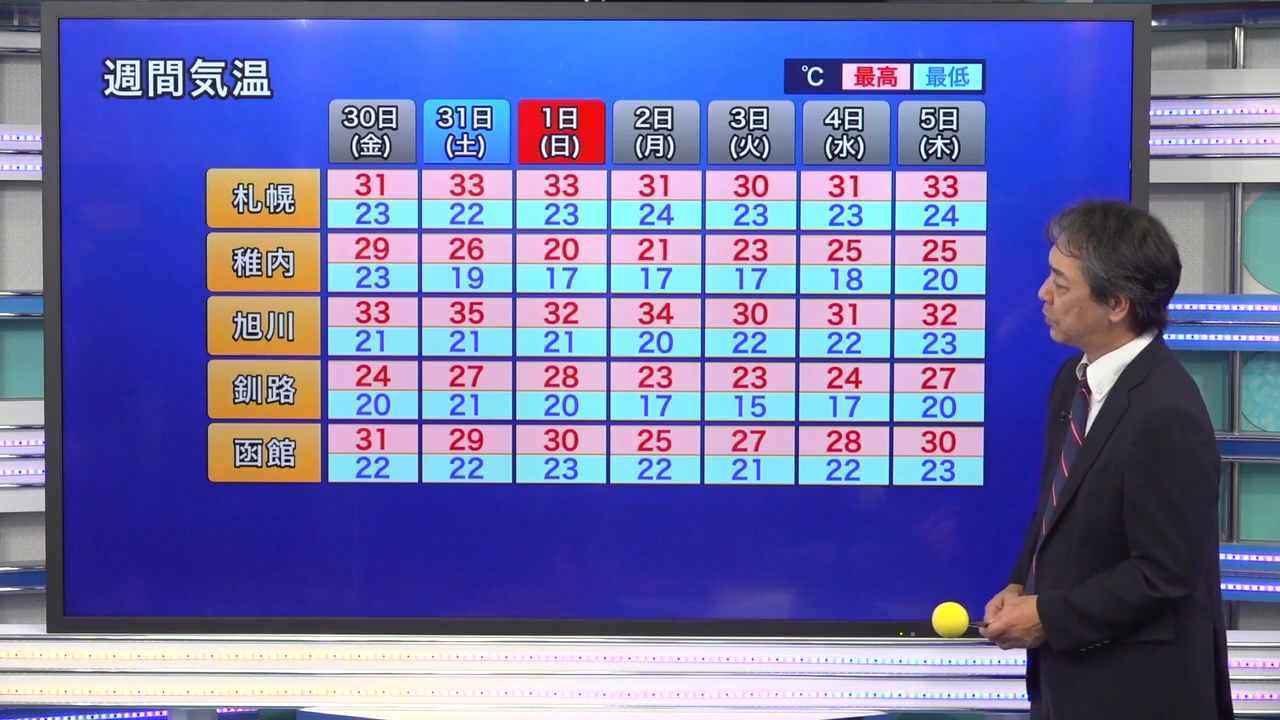 週間気温
℃ 最高 最低
30日 31日 1日 2日 3日 4日 5日
(金) (土) (日) (月) (火) (水) (木)
札幌 31 33 33 31 30 31 33
23 22 23 24 23 23 24
稚内 29 26 20 21 23 25 25
23 19 17 17 17 18 20
旭川 33 35 32 34 30 31 32
21 21 21 20 22 22 23
釧路 24 27 28 23 23 24 27
20 21 20 17 15 17 20
函館 31 29 30 25 27 28 30
22 22 23 22 21 22 23